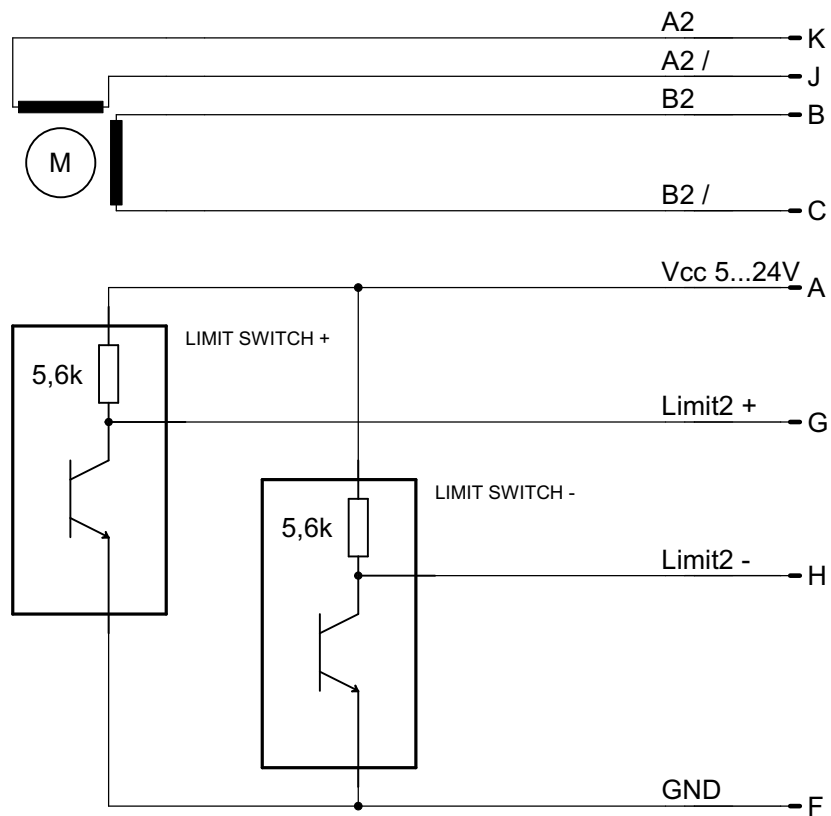 A2 K
A2 / J
B2 B
M
B2 / C
Vcc 5...24V A
LIMIT SWITCH +
5,6k
Limit2 + G
LIMIT SWITCH -
5,6k
Limit2 - H
GND F